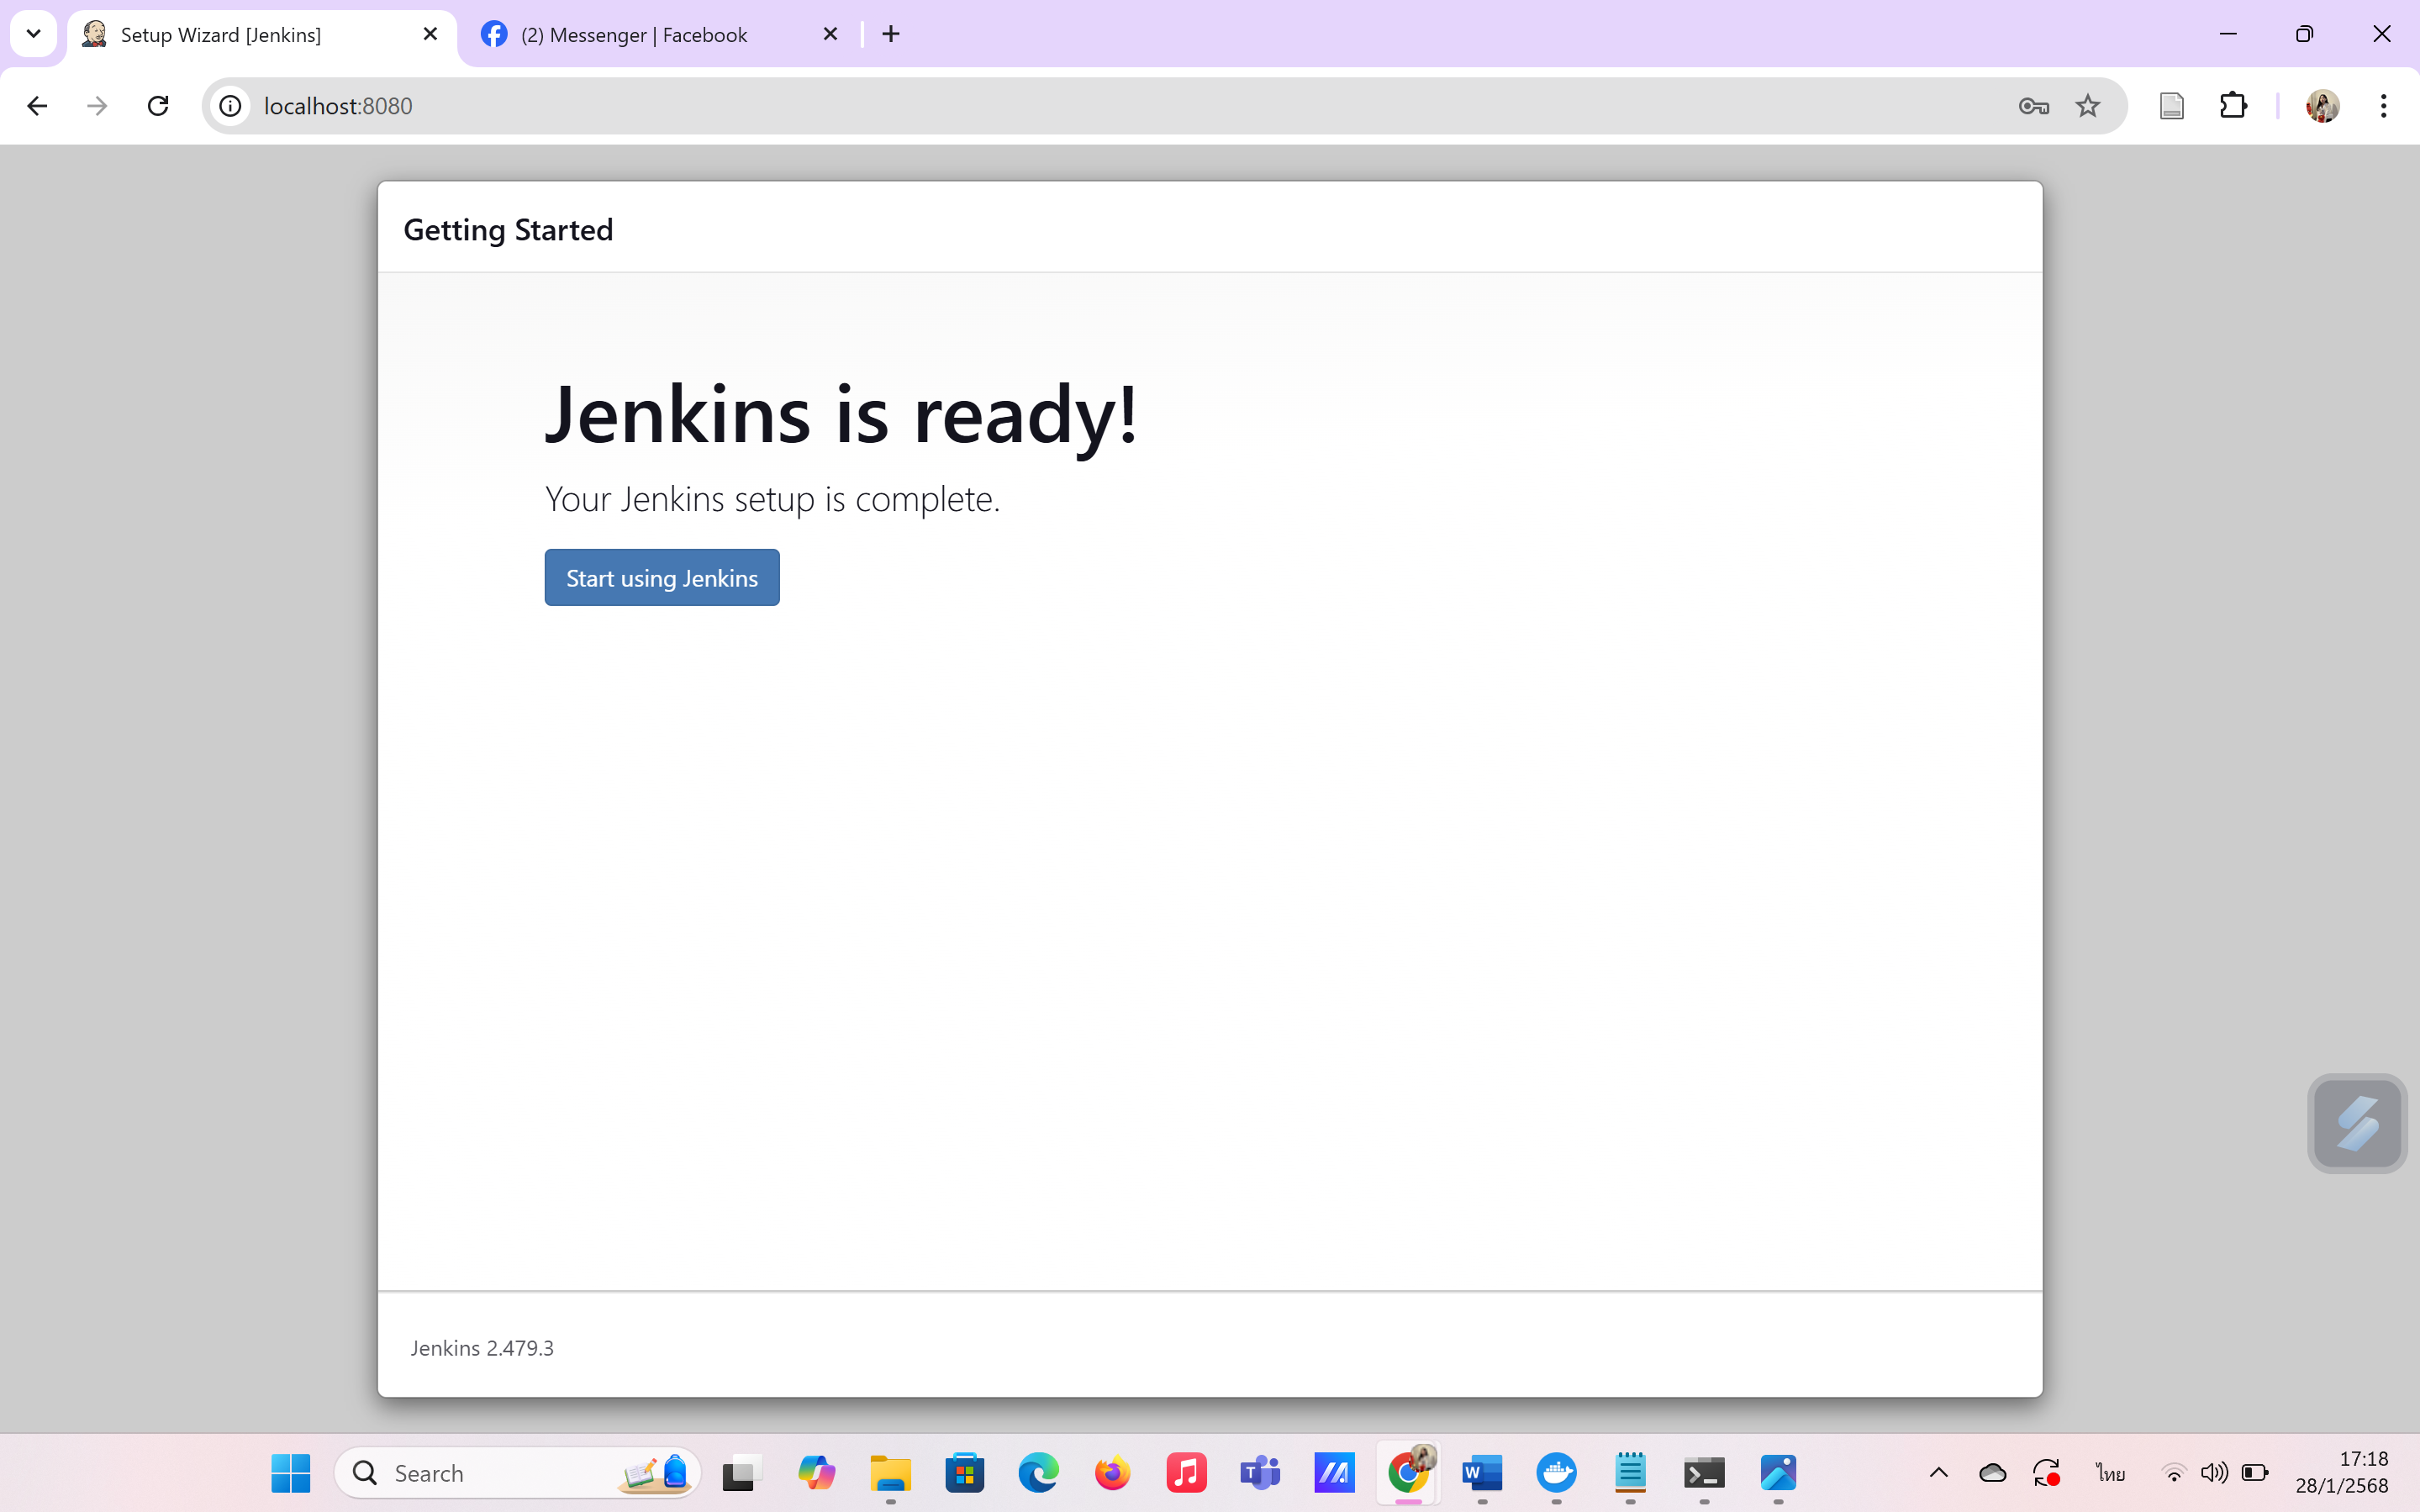 Setup Wizard [Jenkins]
(2) Messenger | Facebook
localhost:8080
Getting Started
Jenkins is ready!
Your Jenkins setup is complete.
Start using Jenkins
Jenkins 2.479.3
Search
ไทย
17:18
28/1/2568